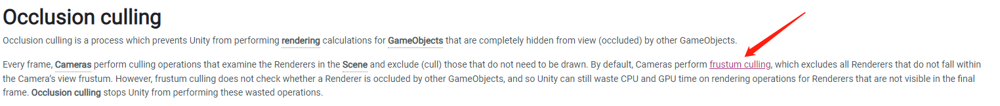 Occlusion culling
Occlusion culling is a process which prevents Unity from performing rendering calculations for GameObjects that are completely hidden from view (occluded) by other GameObjects.
Every frame, Cameras perform culling operations that examine the Renderers in the Scene and exclude (cull) those that do not need to be drawn. By default, Cameras perform frustum culling, which excludes all Renderers that do not fall within
the Camera’s view frustum. However, frustum culling does not check whether a Renderer is occluded by other GameObjects, and so Unity can still waste CPU and GPU time on rendering operations for Renderers that are not visible in the final
frame. Occlusion culling stops Unity from performing these wasted operations.